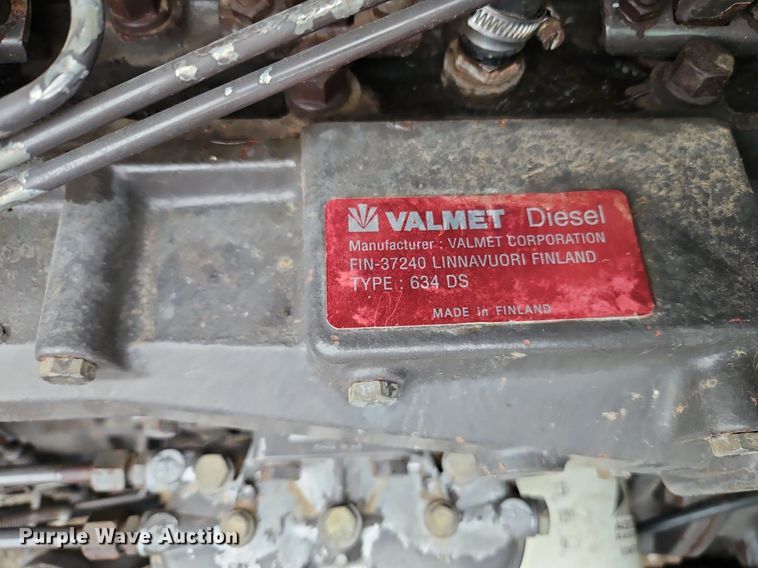 VALMET Diesel
Manufacturer : VALMET CORPORATION
FIN-37240 LINNAVUORI FINLAND
TYPE : 634 DS
MADE in FINLAND
Purple Wave Auction